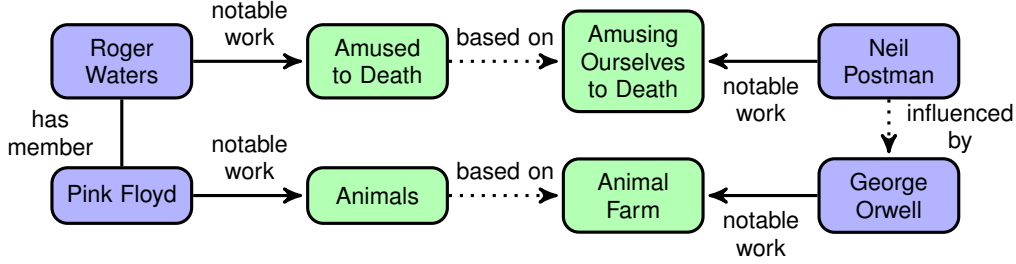 Roger
Waters
notable
work
Amused
to Death
based on
Amusing
Ourselves
to Death
notable
work
Neil
Postman
has
member
influenced
by
Pink Floyd
notable
work
Animals
based on
Animal
Farm
notable
work
George
Orwell